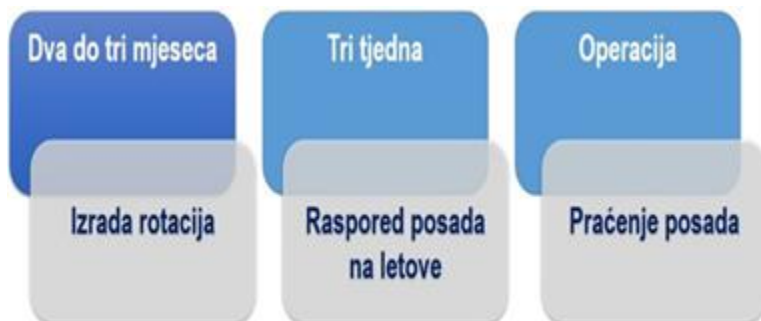 Dva do tri mjeseca
Izrada rotacija
Tri tjedna
Raspored posada
na letove
Operacija
Praćenje posada